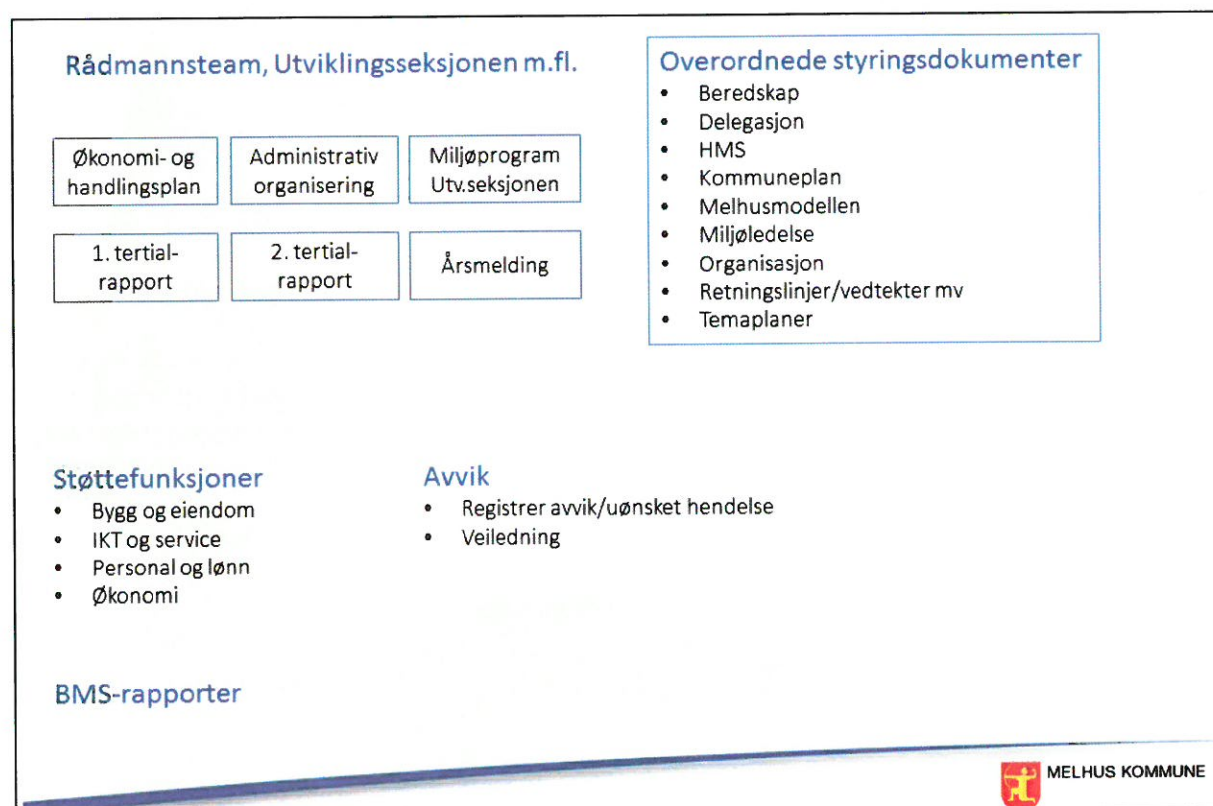 Rådmannsteam, Utviklingsseksjonen m.fl.
Økonomi- og
handlingsplan
Administrativ
organisering
Miljøprogram
Utv.seksjonen
1. tertial-
rapport
2. tertial-
rapport
Årsmelding
Overordnede styringsdokumenter
• Beredskap
• Delegasjon
• HMS
• Kommuneplan
• Melhusmodellen
• Miljøledelse
• Organisasjon
• Retningslinjer/vedtekter mv
• Temaplaner
Støttefunksjoner
• Bygg og eiendom
• IKT og service
• Personal og lønn
• Økonomi
Avvik
• Registrer avvik/uønsket hendelse
• Veiledning
BMS-rapporter
MELHUS KOMMUNE